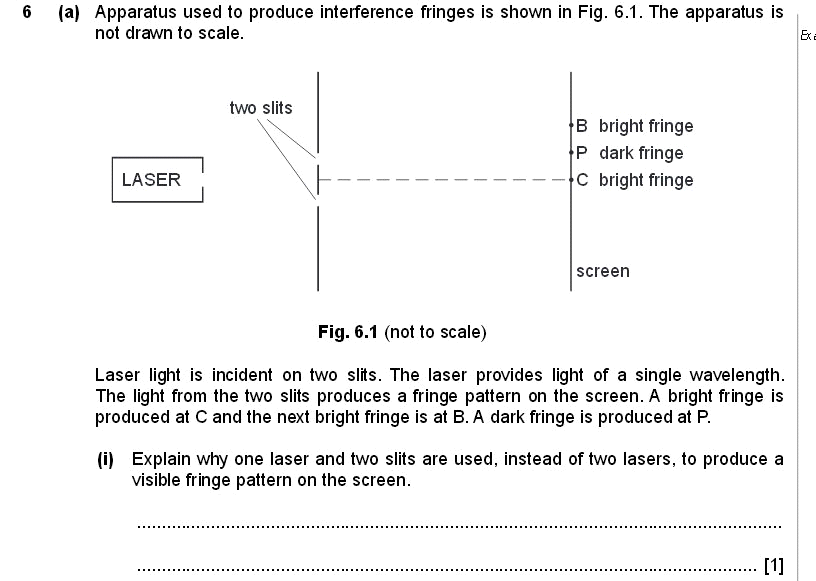 6 (a) Apparatus used to produce interference fringes is shown in Fig. 6.1. The apparatus is
not drawn to scale.
Exa
two slits
B bright fringe
P dark fringe
LASER
C bright fringe
screen
Fig. 6.1 (not to scale)
Laser light is incident on two slits. The laser provides light of a single wavelength.
The light from the two slits produces a fringe pattern on the screen. A bright fringe is
produced at C and the next bright fringe is at B. A dark fringe is produced at P.
(i) Explain why one laser and two slits are used, instead of two lasers, to produce a
visible fringe pattern on the screen.
..........................................................................................................................
..................................................................................................................... [1]